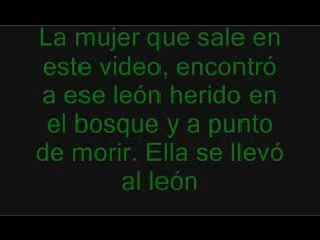 La mujer que sale en
este video, encontró
a ese león herido en
el bosque y a punto
de morir. Ella se llevó
al león